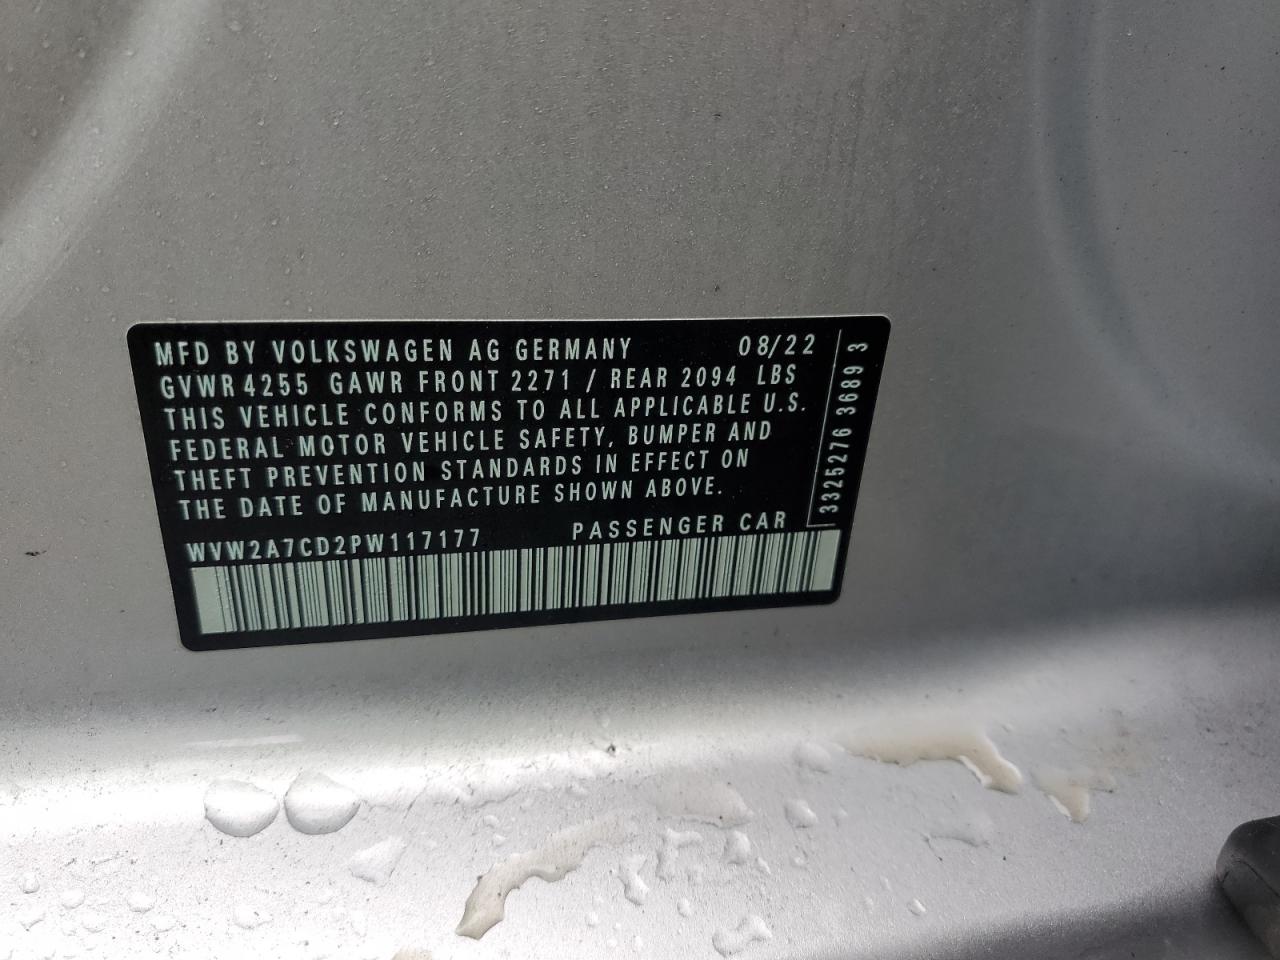 MFD BY VOLKSWAGEN AG GERMANY 08/22
GVWR 4255 GAWR FRONT 2271 / REAR 2094 LBS
THIS VEHICLE CONFORMS TO ALL APPLICABLE U.S.
FEDERAL MOTOR VEHICLE SAFETY, BUMPER AND
THEFT PREVENTION STANDARDS IN EFFECT ON
THE DATE OF MANUFACTURE SHOWN ABOVE.
WVW2A7CD2PW117177 PASSENGER CAR
3325276 3689 3